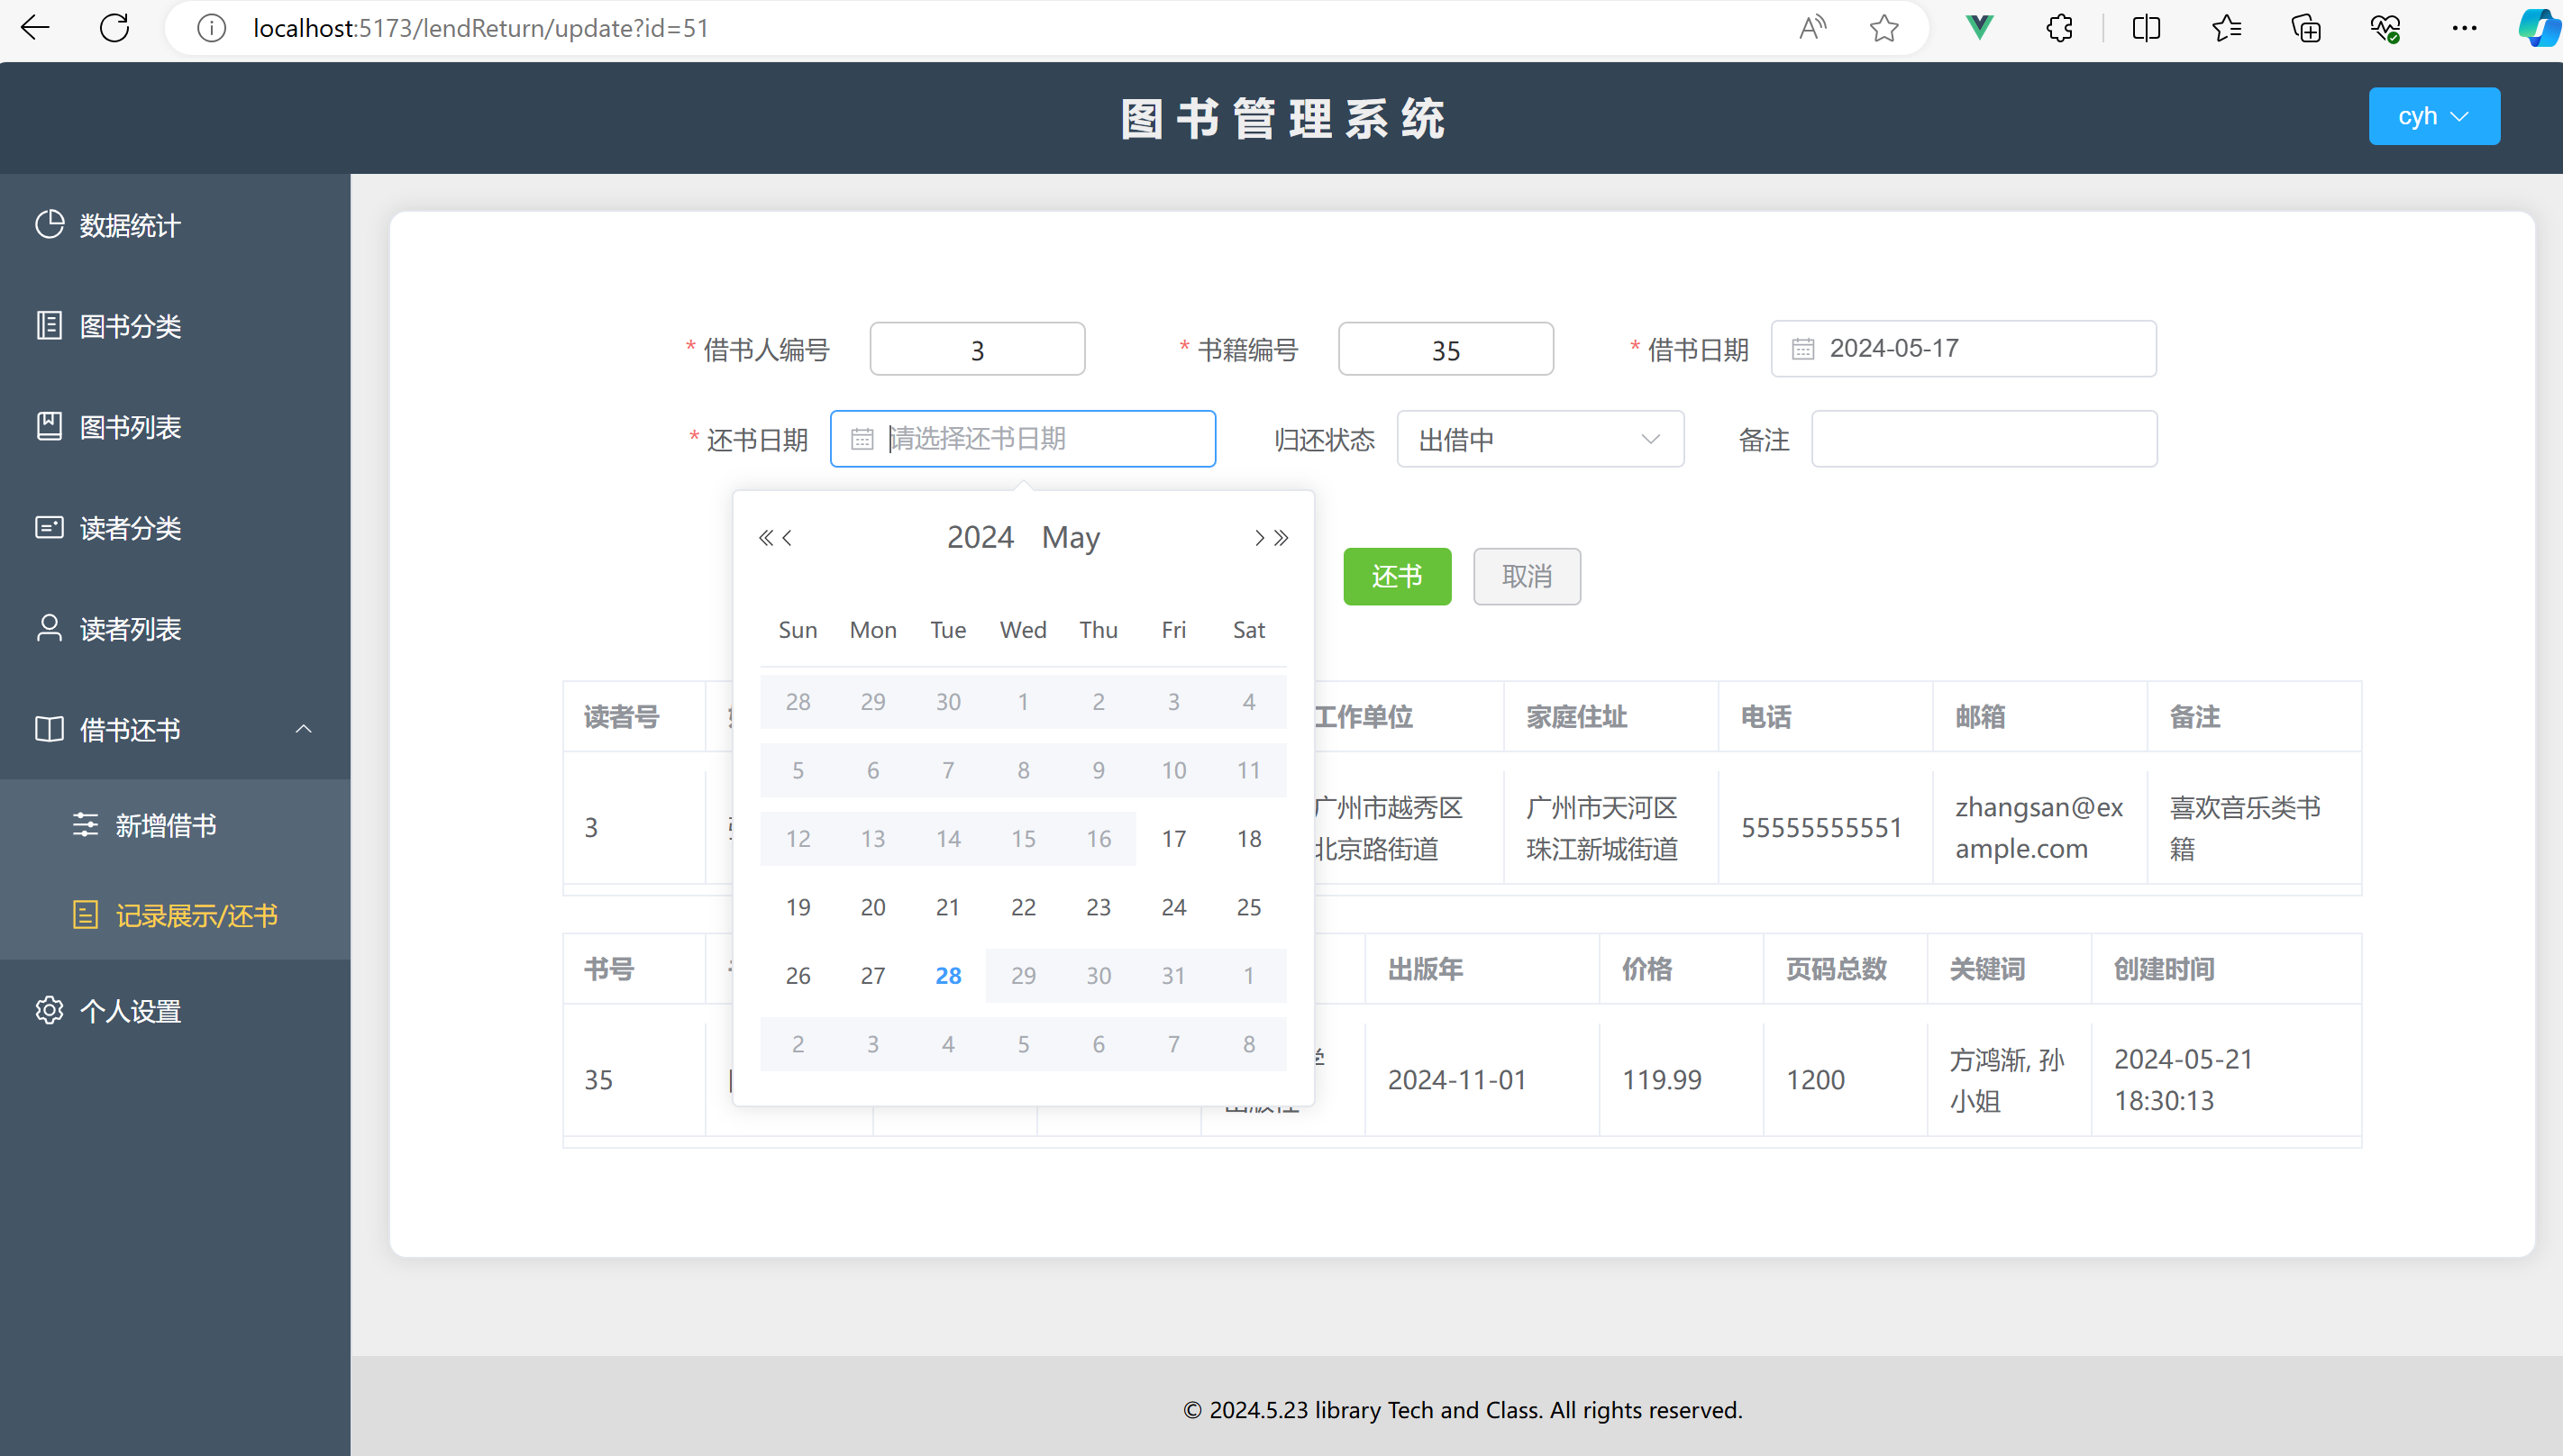 localhost:5173/lendReturn/update?id=51
图书管理系统
cyh
数据统计
图书分类
图书列表
读者分类
读者列表
借书还书
新增借书
记录展示/还书
个人设置
* 借书人编号 3 * 书籍编号 35 * 借书日期 2024-05-17
* 还书日期 请选择还书日期 归还状态 出借中 备注
2024 May
Sun Mon Tue Wed Thu Fri Sat
28 29 30 1 2 3 4
5 6 7 8 9 10 11
12 13 14 15 16 17 18
19 20 21 22 23 24 25
26 27 28 29 30 31 1
2 3 4 5 6 7 8
还书 取消
读者号 工作单位 家庭住址 电话 邮箱 备注
3 广州市越秀区 广州市天河区 55555555551 zhangsan@ex 喜欢音乐类书
北京路街道 珠江新城街道 ample.com 籍
书号 出版年 价格 页码总数 关键词 创建时间
35 2024-11-01 119.99 1200 方鸿渐, 孙 2024-05-21
小姐 18:30:13
© 2024.5.23 library Tech and Class. All rights reserved.